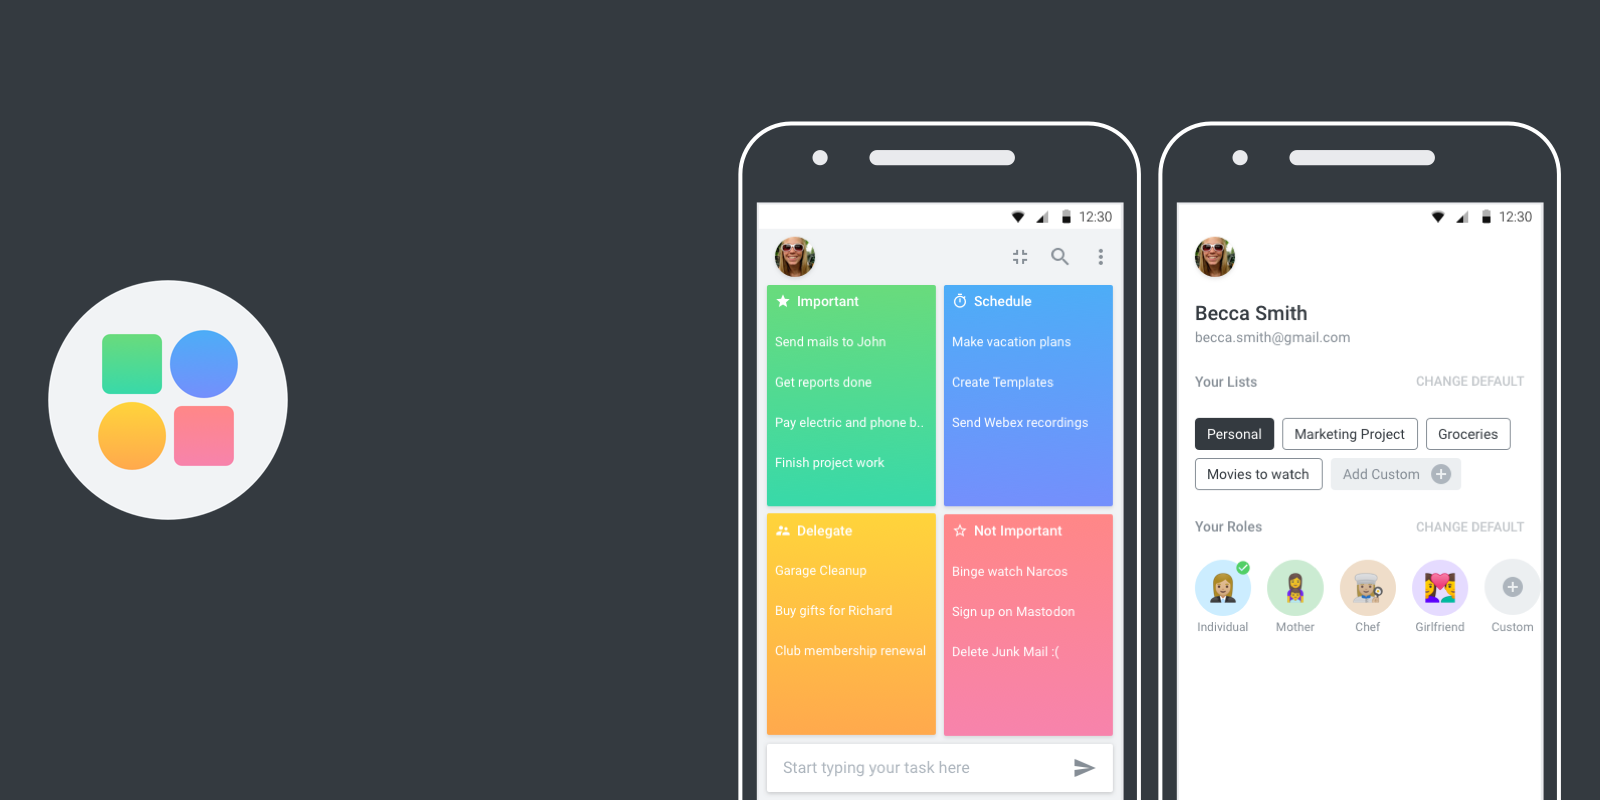 12:30
Important
Send mails to John
Get reports done
Pay electric and phone b..
Finish project work
Schedule
Make vacation plans
Create Templates
Send Webex recordings
Delegate
Garage Cleanup
Buy gifts for Richard
Club membership renewal
Not Important
Binge watch Narcos
Sign up on Mastodon
Delete Junk Mail :(
Start typing your task here
12:30
Becca Smith
becca.smith@gmail.com
Your Lists CHANGE DEFAULT
Personal Marketing Project Groceries
Movies to watch Add Custom
Your Roles CHANGE DEFAULT
Individual Mother Chef Girlfriend Custom